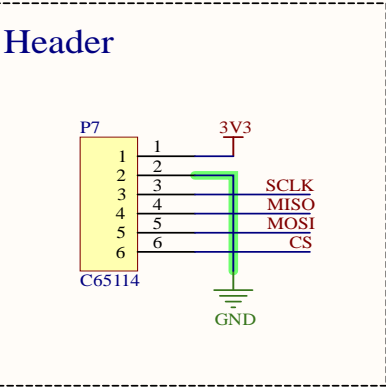 Header
P7
3V3
1 1
2 2
3 3 SCLK
4 4 MISO
5 5 MOSI
6 6 CS
C65114
GND